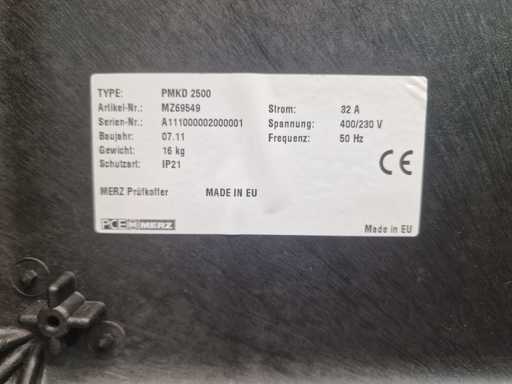 TYPE: PMKD 2500
Artikel-Nr.: MZ69549
Serien-Nr.: A111000002000001
Baujahr: 07.11
Gewicht: 16 kg
Schutzart: IP21
Strom: 32 A
Spannung: 400/230 V
Frequenz: 50 Hz
CE
MERZ Prüfkoffer MADE IN EU
PCE MERZ
Made in EU